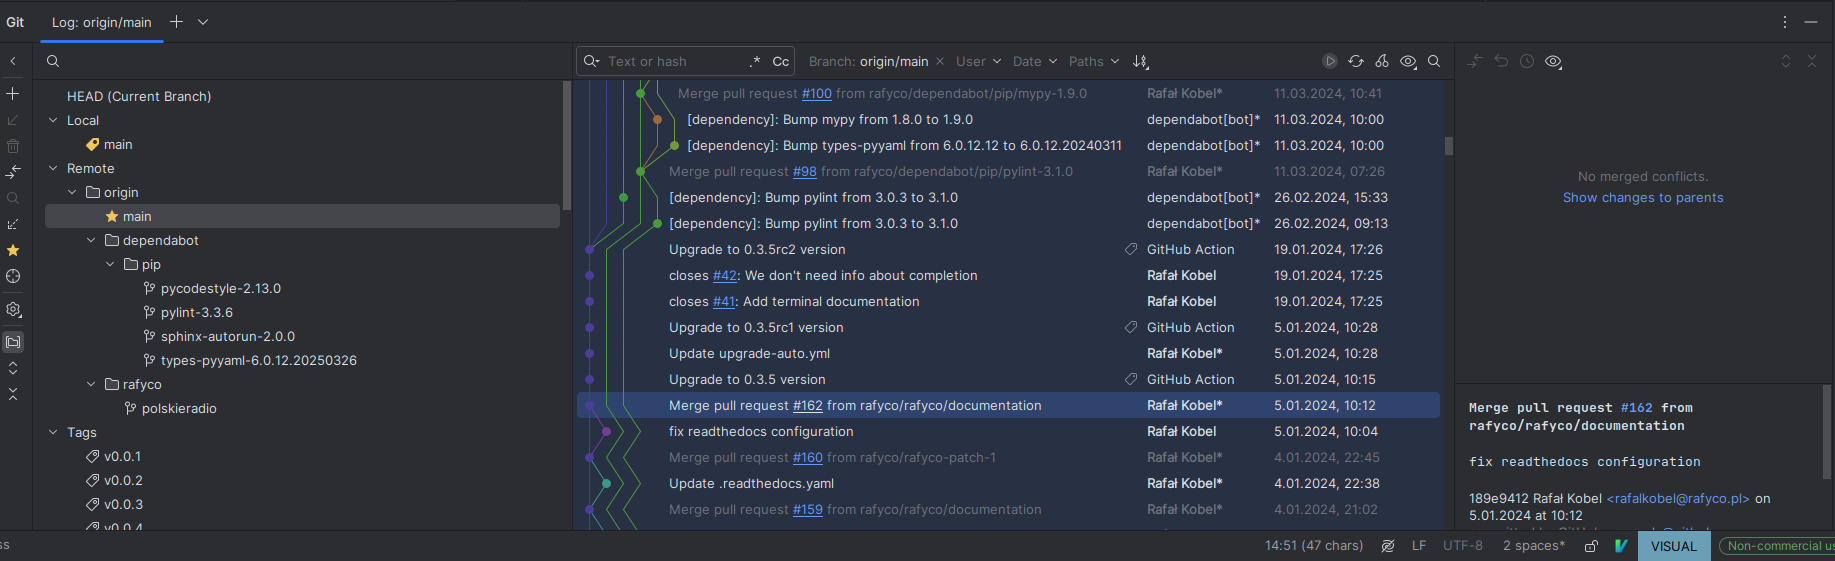 Git Log: origin/main
HEAD (Current Branch)
Local
main
Remote
origin
main
dependabot
pip
pycodestyle-2.13.0
pylint-3.3.6
sphinx-autorun-2.0.0
types-pyyaml-6.0.12.20250326
rafyco
polskieradio
Tags
v0.0.1
v0.0.2
v0.0.3
v0.0.4
Text or hash .* Cc Branch: origin/main × User Date Paths
Merge pull request #100 from rafyco/dependabot/pip/mypy-1.9.0 Rafał Kobel* 11.03.2024, 10:41
[dependency]: Bump mypy from 1.8.0 to 1.9.0 dependabot[bot]* 11.03.2024, 10:00
[dependency]: Bump types-pyyaml from 6.0.12.12 to 6.0.12.20240311 dependabot[bot]* 11.03.2024, 10:00
Merge pull request #98 from rafyco/dependabot/pip/pylint-3.1.0 Rafał Kobel* 11.03.2024, 07:26
[dependency]: Bump pylint from 3.0.3 to 3.1.0 dependabot[bot]* 26.02.2024, 15:33
[dependency]: Bump pylint from 3.0.3 to 3.1.0 dependabot[bot]* 26.02.2024, 09:13
Upgrade to 0.3.5rc2 version GitHub Action 19.01.2024, 17:26
closes #42: We don't need info about completion Rafał Kobel 19.01.2024, 17:25
closes #41: Add terminal documentation Rafał Kobel 19.01.2024, 17:25
Upgrade to 0.3.5rc1 version GitHub Action 5.01.2024, 10:28
Update upgrade-auto.yml Rafał Kobel* 5.01.2024, 10:28
Upgrade to 0.3.5 version GitHub Action 5.01.2024, 10:15
Merge pull request #162 from rafyco/rafyco/documentation Rafał Kobel* 5.01.2024, 10:12
fix readthedocs configuration Rafał Kobel 5.01.2024, 10:04
Merge pull request #160 from rafyco/rafyco-patch-1 Rafał Kobel* 4.01.2024, 22:45
Update .readthedocs.yaml Rafał Kobel* 4.01.2024, 22:38
Merge pull request #159 from rafyco/rafyco/documentation Rafał Kobel* 4.01.2024, 21:02
No merged conflicts.
Show changes to parents
Merge pull request #162 from
rafyco/rafyco/documentation
fix readthedocs configuration
189e9412 Rafał Kobel <rafalkobel@rafyco.pl> on
5.01.2024 at 10:12
ss 14:51 (47 chars) LF UTF-8 2 spaces* VISUAL Non-commercial us